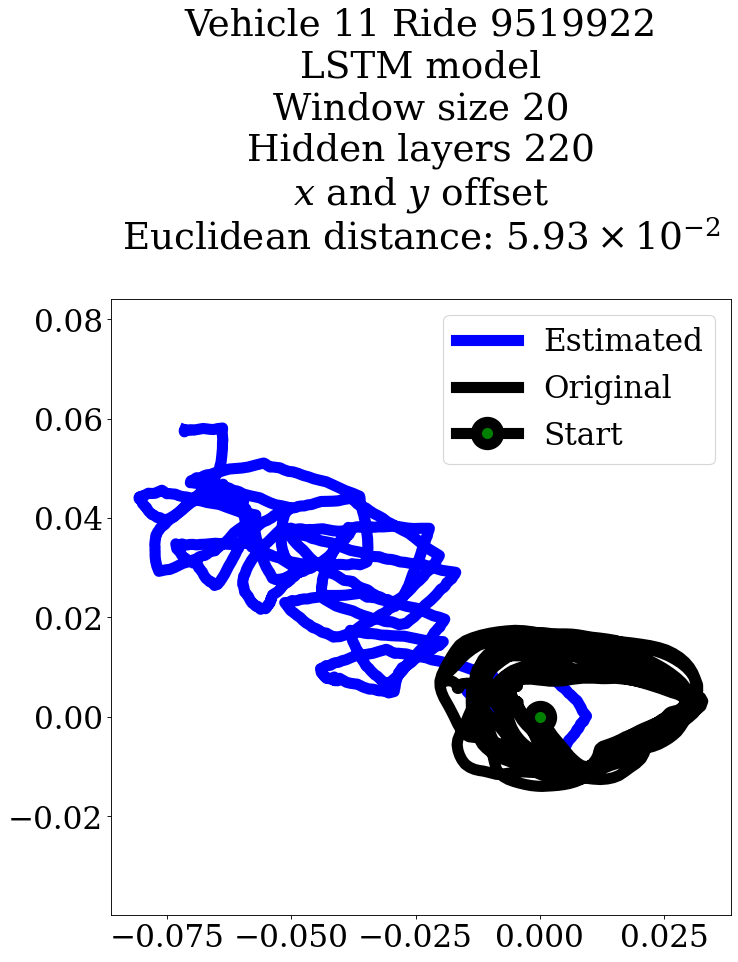 Vehicle 11 Ride 9519922
LSTM model
Window size 20
Hidden layers 220
x and y offset
Euclidean distance: 5.93 × 10⁻²
Estimated
Original
Start
0.08
0.06
0.04
0.02
0.00
−0.02
−0.075 −0.050 −0.025 0.000 0.025